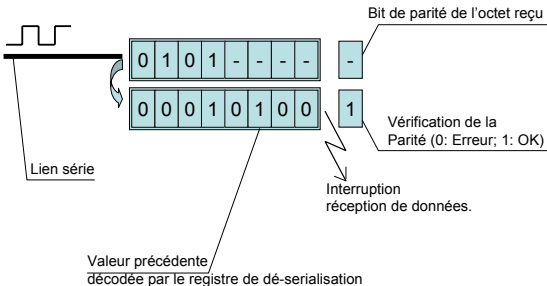 Bit de parité de l'octet reçu
0 1 0 1 - - - - -
0 0 0 1 0 1 0 0 1
Vérification de la
Parité (0: Erreur; 1: OK)
Lien série
Interruption
réception de données.
Valeur précédente
décodée par le registre de dé-serialisation